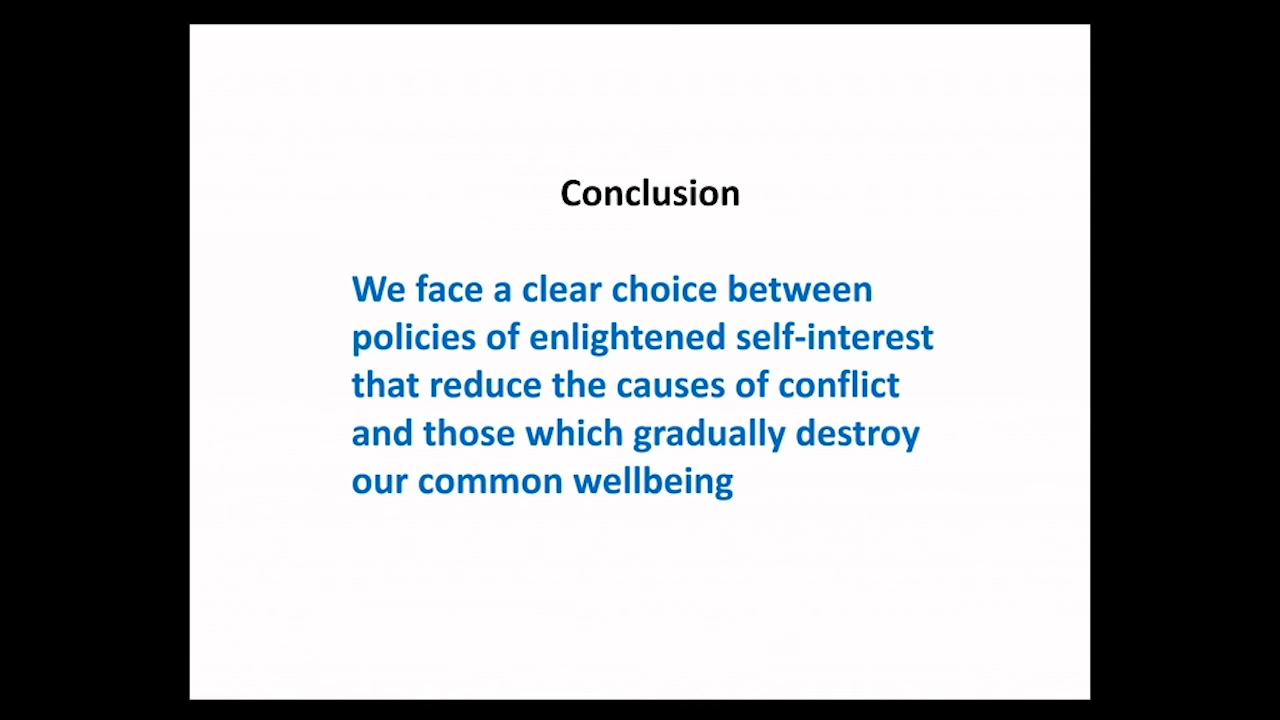 Conclusion
We face a clear choice between
policies of enlightened self-interest
that reduce the causes of conflict
and those which gradually destroy
our common wellbeing